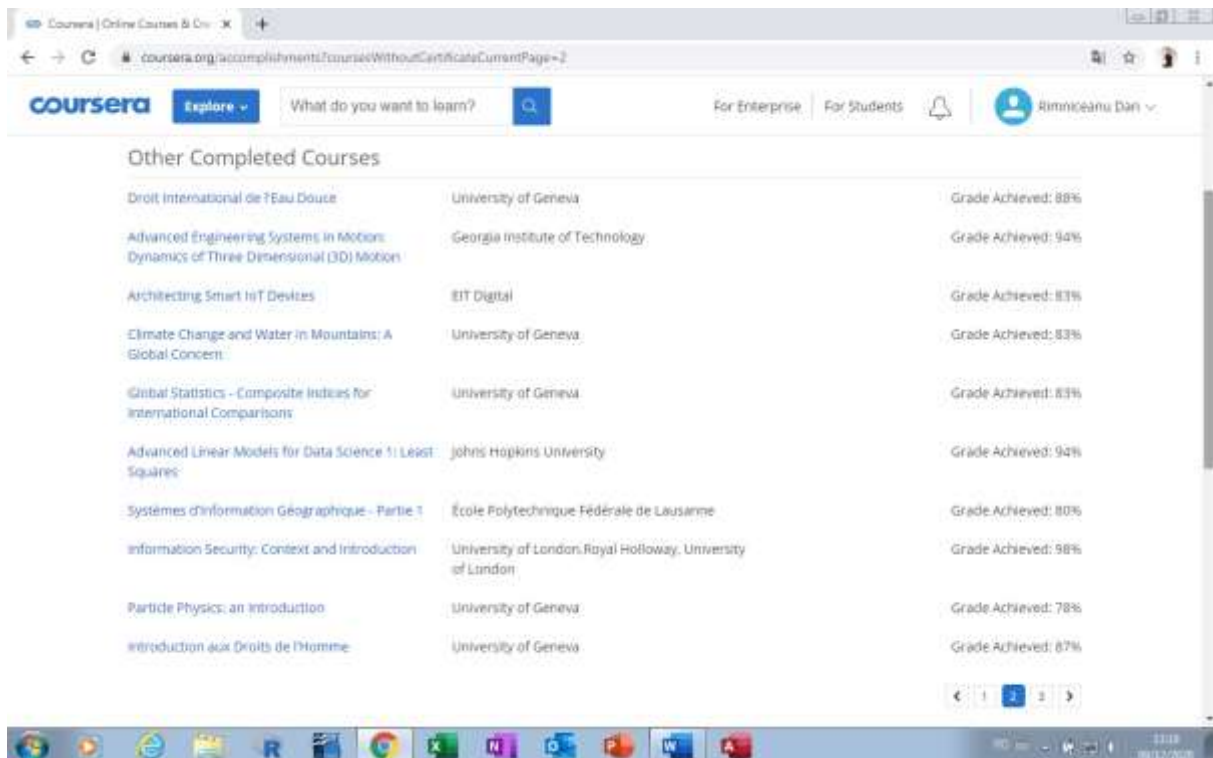 Coursera | Online Courses & Cre
coursera.org/accomplishments?coursesWithoutCertificateCurrentPage=2
coursera Explore What do you want to learn? For Enterprise For Students Rimniceanu Dan
Other Completed Courses
Droit International de ?Eau Douce University of Geneva Grade Achieved: 88%
Advanced Engineering Systems in Motion: Georgia Institute of Technology Grade Achieved: 94%
Dynamics of Three Dimensional (3D) Motion
Architecting Smart IoT Devices EIT Digital Grade Achieved: 83%
Climate Change and Water in Mountains: A University of Geneva Grade Achieved: 83%
Global Concern
Global Statistics - Composite Indices for University of Geneva Grade Achieved: 83%
International Comparisons
Advanced Linear Models for Data Science 1: Least Johns Hopkins University Grade Achieved: 94%
Squares
Systèmes d'Information Géographique - Partie 1 École Polytechnique Fédérale de Lausanne Grade Achieved: 80%
Information Security: Context and Introduction University of London, Royal Holloway, University Grade Achieved: 98%
of London
Particle Physics: an Introduction University of Geneva Grade Achieved: 78%
Introduction aux Droits de l'Homme University of Geneva Grade Achieved: 87%
1 2 3